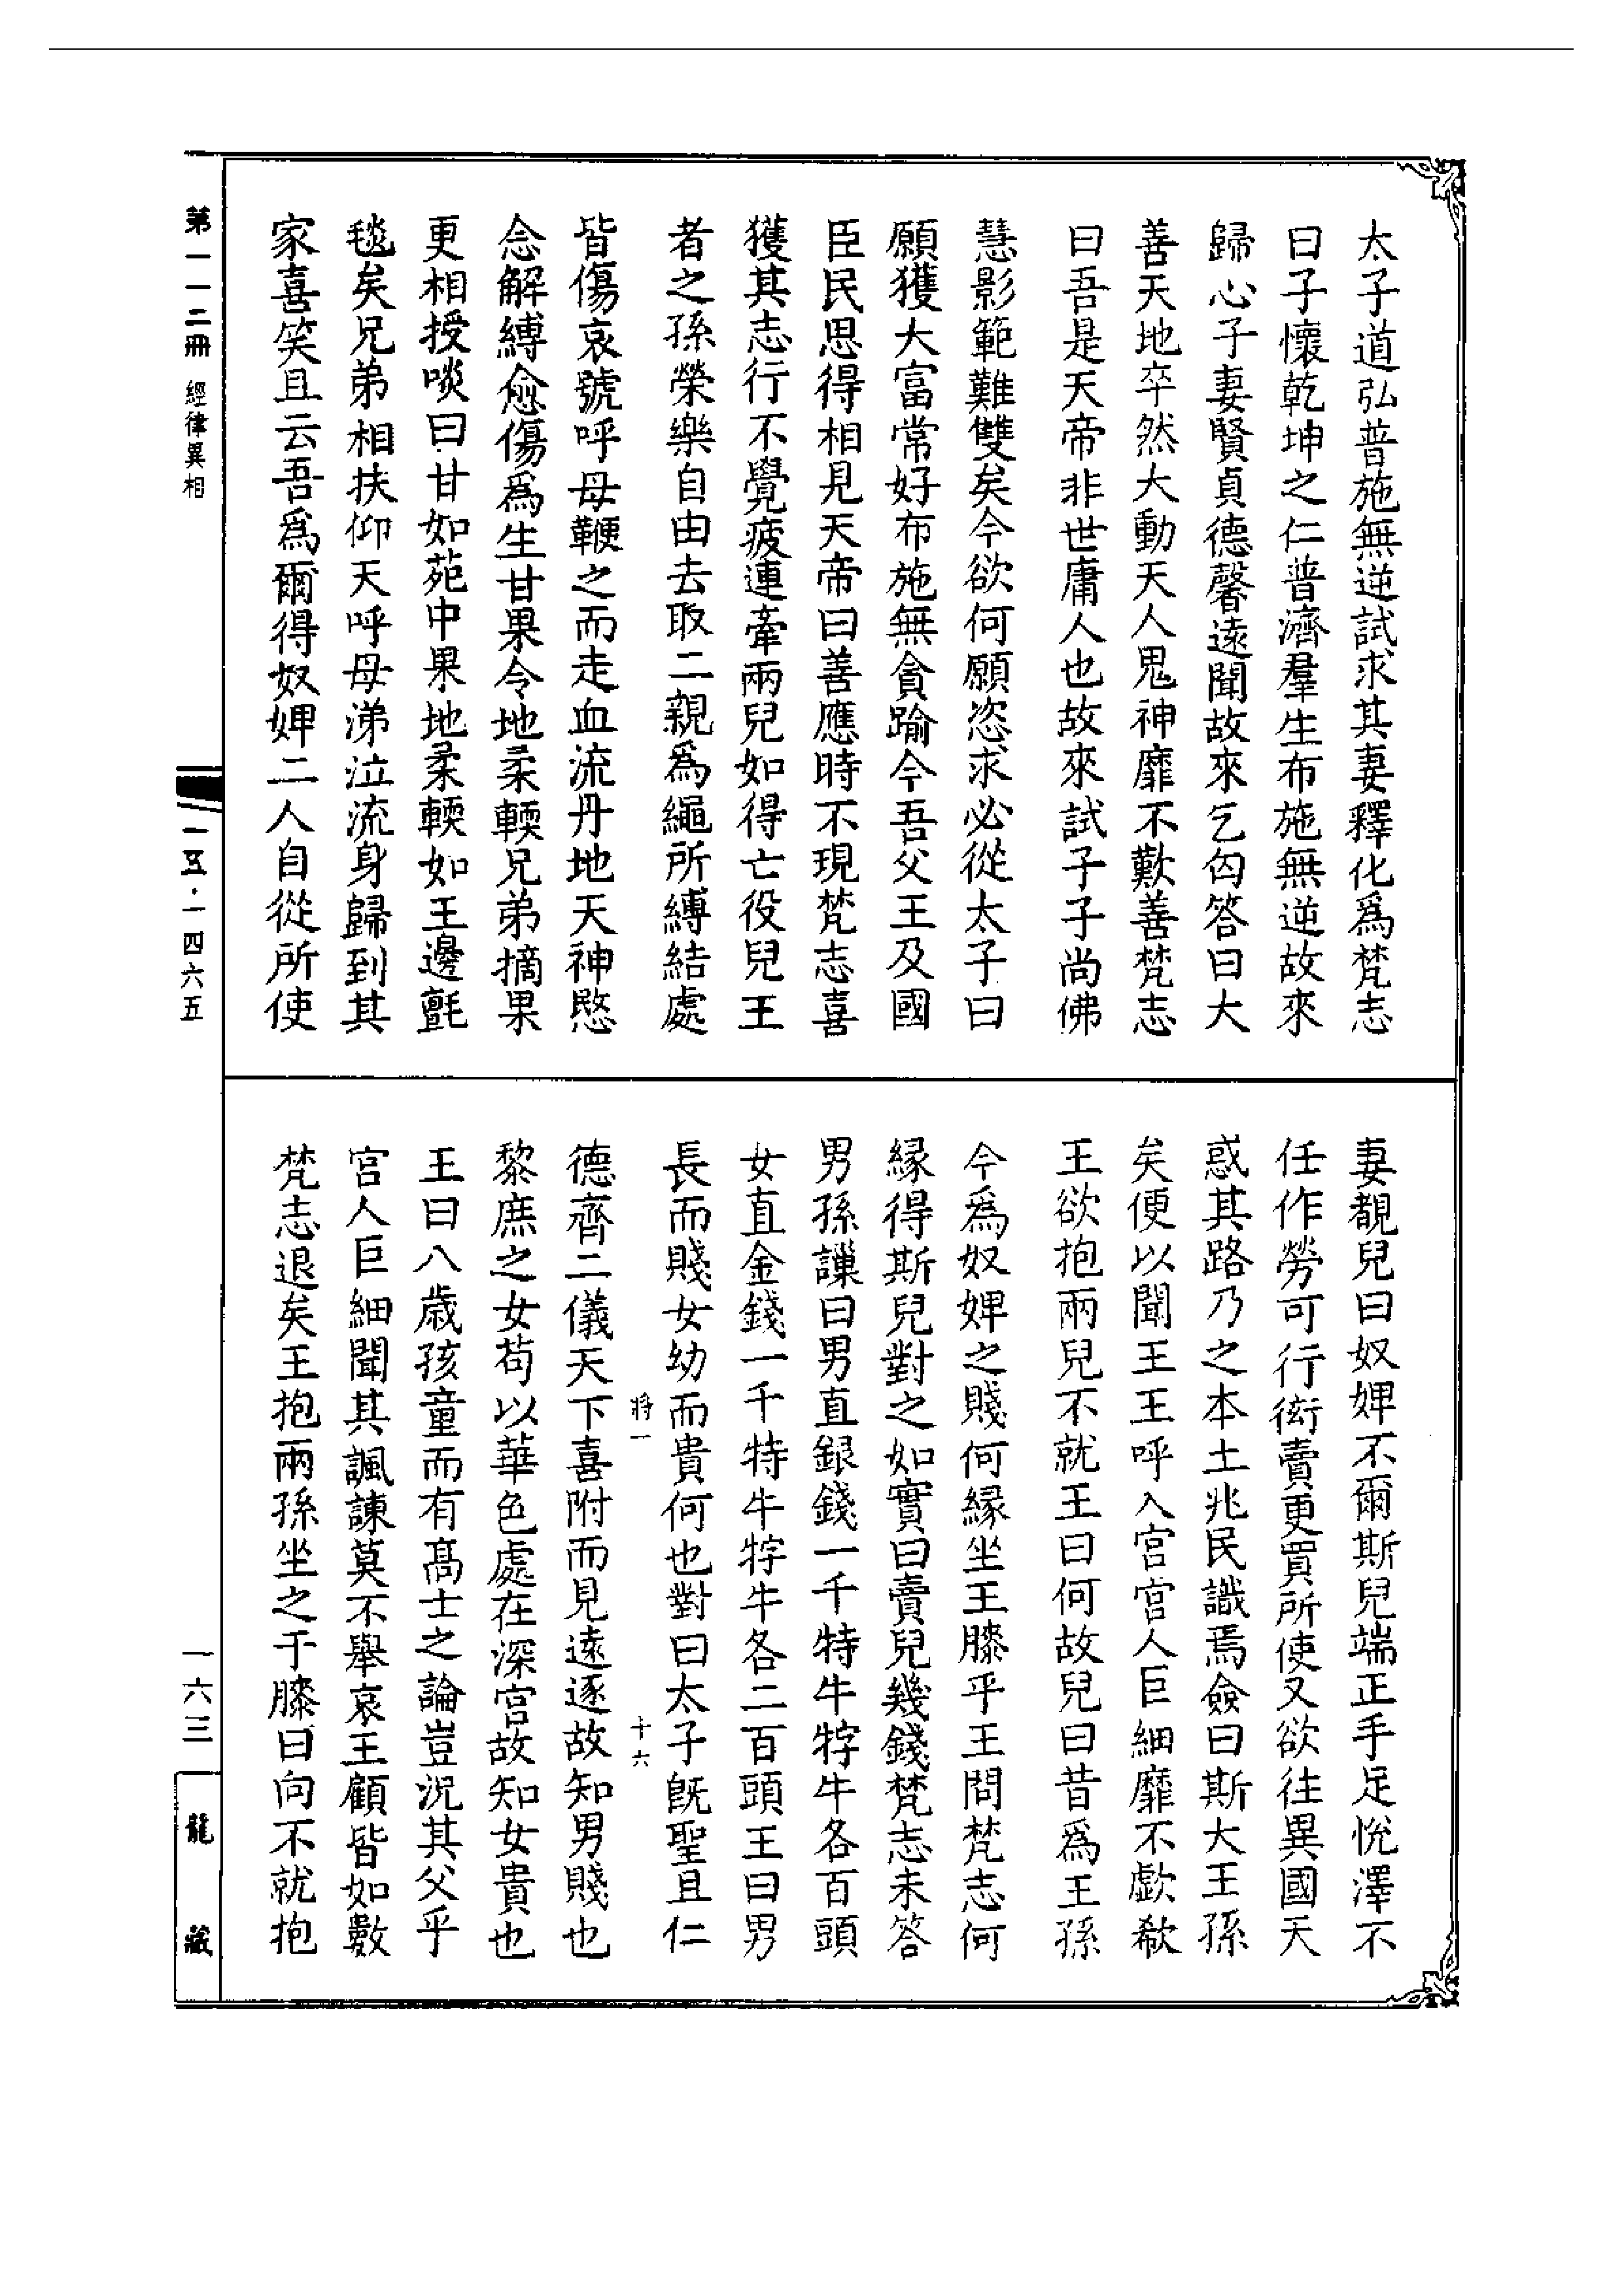 太子道弘普施無逆試求其妻釋化爲梵志
曰子懷乾坤之仁普濟羣生布施無逆故來
歸心子妻賢貞德馨遠聞故來乞匃答曰大
善天地卒然大動天人鬼神靡不歎善梵志
曰吾是天帝非世庸人也故來試子子尚佛
慧影範難雙矣今欲何願恣求必從太子曰
願獲大富常好布施無貪踰今吾父王及國
臣民思得相見天帝曰善應時不現梵志喜
獲其志行不覺疲連牽兩兒如得亡役兒王
者之孫榮樂自由去取二親爲繩所縛結處
皆傷哀號呼母鞭之而走血流丹地天神愍
念解縛愈傷爲生甘果令地柔輭兄弟摘果
更相授啖曰甘如苑中果地柔輭如王邊氈
毯矣兄弟相扶仰天呼母涕泣流身歸到其
家喜笑且云吾爲爾得奴婢二人自從所使
妻覩兒曰奴婢不爾斯兒端正手足悅澤不
任作勞可行衒賣更買所使又欲往異國天
惑其路乃之本土兆民識焉僉曰斯大王孫
矣便以聞王王呼入宮宮人巨細靡不歔欷
王欲抱兩兒不就王曰何故兒曰昔爲王孫
今爲奴婢之賤何緣坐王膝乎王問梵志何
緣得斯兒對之如實曰賣兒幾錢梵志未答
男孫讜曰男直銀錢一千特牛牸牛各百頭
女直金錢一千特牛牸牛各二百頭王曰男
長而賤女幼而貴何也對曰太子旣聖且仁
將一 十六
德齊二儀天下喜附而見遠逐故知男賤也
黎庶之女苟以華色處在深宮故知女貴也
王曰八歲孩童而有髙士之論豈況其父乎
宮人巨細聞其諷諫莫不舉哀王顧皆如數
梵志退矣王抱兩孫坐之于膝曰向不就抱
第一一二冊 經律異相
一五·一四六五
一六三
龍藏